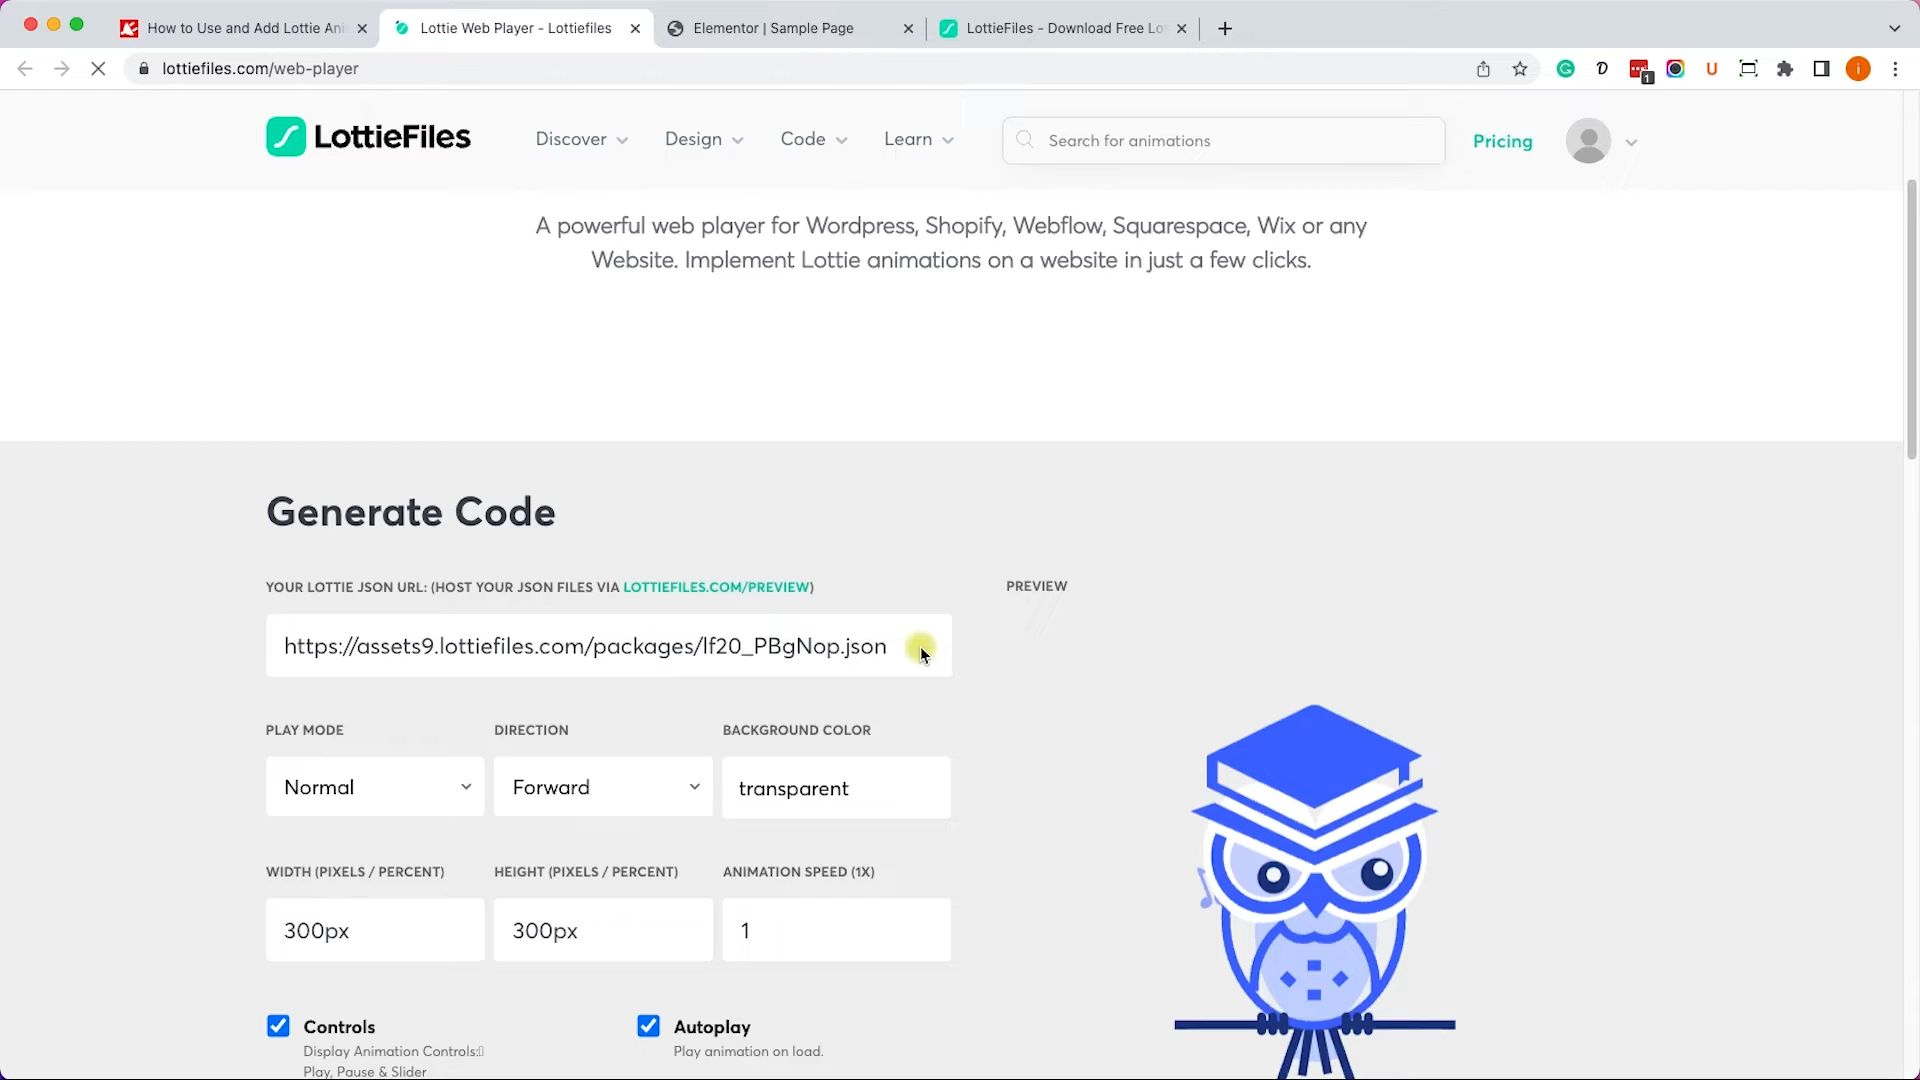 How to Use and Add Lottie Ani
Lottie Web Player - Lottiefiles
Elementor | Sample Page
LottieFiles - Download Free Lo
lottiefiles.com/web-player
1
U
i
LottieFiles
Discover
Design
Code
Learn
Search for animations
Pricing
A powerful web player for Wordpress, Shopify, Webflow, Squarespace, Wix or any
Website. Implement Lottie animations on a website in just a few clicks.
Generate Code
YOUR LOTTIE JSON URL: (HOST YOUR JSON FILES VIA LOTTIEFILES.COM/PREVIEW)
PREVIEW
https://assets9.lottiefiles.com/packages/lf20_PBgNop.json
PLAY MODE
DIRECTION
BACKGROUND COLOR
Normal
Forward
transparent
WIDTH (PIXELS / PERCENT)
HEIGHT (PIXELS / PERCENT)
ANIMATION SPEED (1X)
300px
300px
1
Controls
Display Animation Controls:
Play, Pause & Slider
Autoplay
Play animation on load.